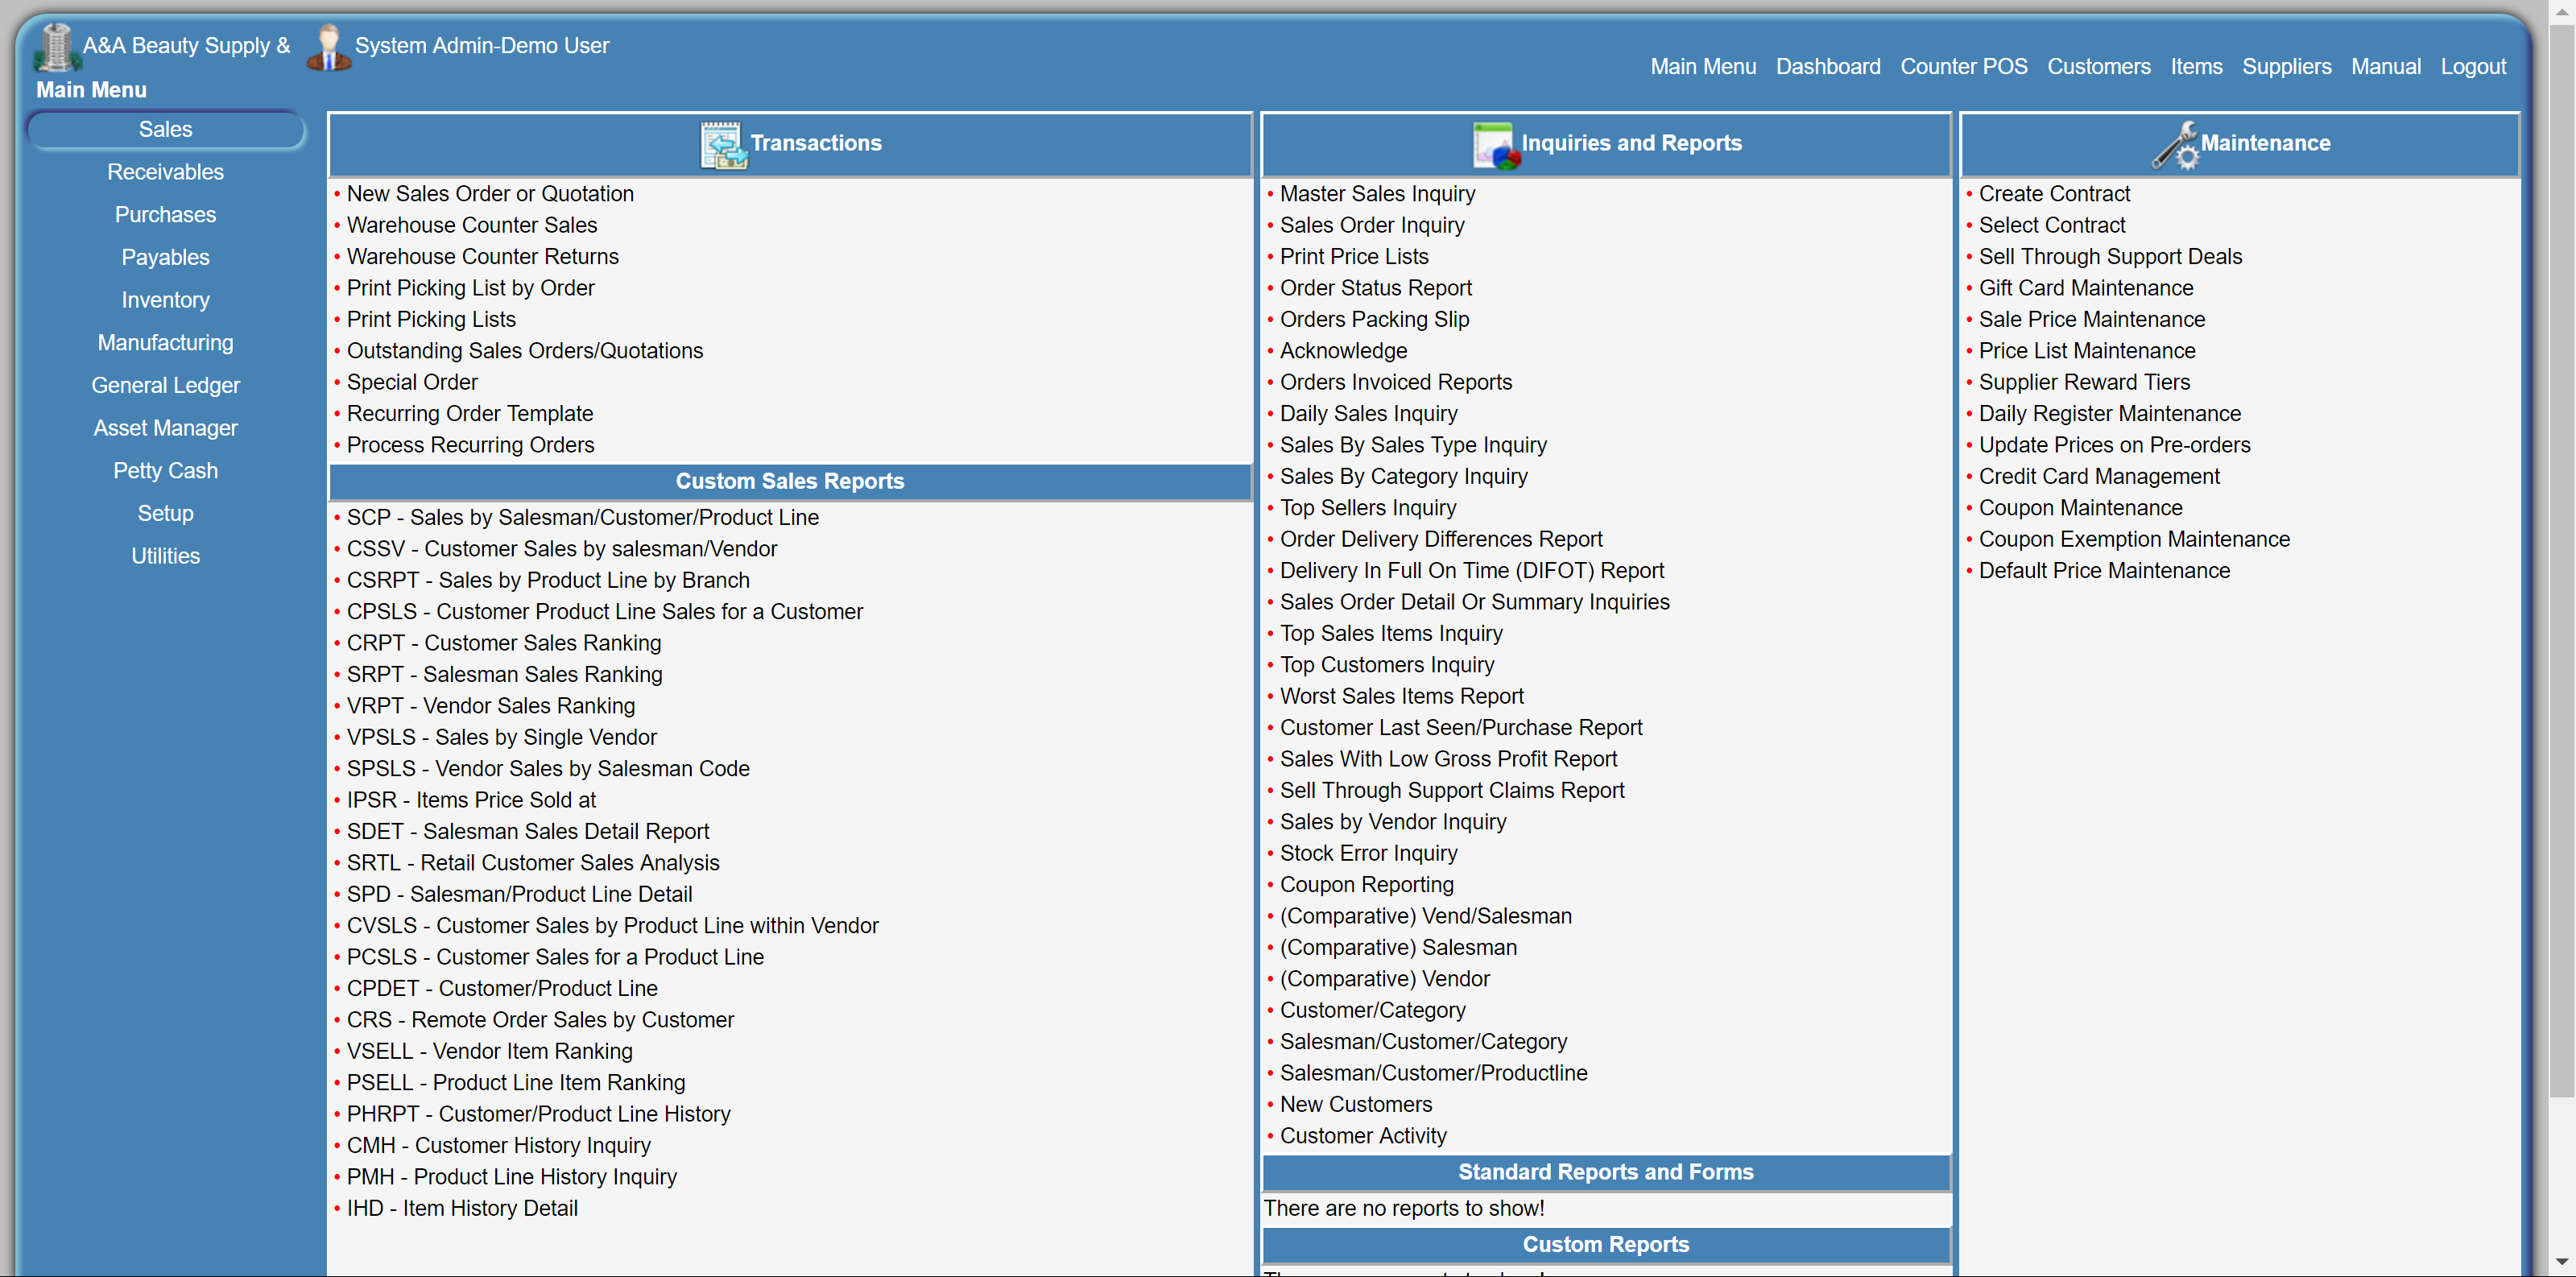 A&A Beauty Supply &
System Admin-Demo User
Main Menu
Main Menu Dashboard Counter POS Customers Items Suppliers Manual Logout
Sales
Receivables
Purchases
Payables
Inventory
Manufacturing
General Ledger
Asset Manager
Petty Cash
Setup
Utilities
Transactions
• New Sales Order or Quotation
• Warehouse Counter Sales
• Warehouse Counter Returns
• Print Picking List by Order
• Print Picking Lists
• Outstanding Sales Orders/Quotations
• Special Order
• Recurring Order Template
• Process Recurring Orders
Custom Sales Reports
• SCP - Sales by Salesman/Customer/Product Line
• CSSV - Customer Sales by salesman/Vendor
• CSRPT - Sales by Product Line by Branch
• CPSLS - Customer Product Line Sales for a Customer
• CRPT - Customer Sales Ranking
• SRPT - Salesman Sales Ranking
• VRPT - Vendor Sales Ranking
• VPSLS - Sales by Single Vendor
• SPSLS - Vendor Sales by Salesman Code
• IPSR - Items Price Sold at
• SDET - Salesman Sales Detail Report
• SRTL - Retail Customer Sales Analysis
• SPD - Salesman/Product Line Detail
• CVSLS - Customer Sales by Product Line within Vendor
• PCSLS - Customer Sales for a Product Line
• CPDET - Customer/Product Line
• CRS - Remote Order Sales by Customer
• VSELL - Vendor Item Ranking
• PSELL - Product Line Item Ranking
• PHRPT - Customer/Product Line History
• CMH - Customer History Inquiry
• PMH - Product Line History Inquiry
• IHD - Item History Detail
Inquiries and Reports
• Master Sales Inquiry
• Sales Order Inquiry
• Print Price Lists
• Order Status Report
• Orders Packing Slip
• Acknowledge
• Orders Invoiced Reports
• Daily Sales Inquiry
• Sales By Sales Type Inquiry
• Sales By Category Inquiry
• Top Sellers Inquiry
• Order Delivery Differences Report
• Delivery In Full On Time (DIFOT) Report
• Sales Order Detail Or Summary Inquiries
• Top Sales Items Inquiry
• Top Customers Inquiry
• Worst Sales Items Report
• Customer Last Seen/Purchase Report
• Sales With Low Gross Profit Report
• Sell Through Support Claims Report
• Sales by Vendor Inquiry
• Stock Error Inquiry
• Coupon Reporting
• (Comparative) Vend/Salesman
• (Comparative) Salesman
• (Comparative) Vendor
• Customer/Category
• Salesman/Customer/Category
• Salesman/Customer/Productline
• New Customers
• Customer Activity
Standard Reports and Forms
There are no reports to show!
Custom Reports
Maintenance
• Create Contract
• Select Contract
• Sell Through Support Deals
• Gift Card Maintenance
• Sale Price Maintenance
• Price List Maintenance
• Supplier Reward Tiers
• Daily Register Maintenance
• Update Prices on Pre-orders
• Credit Card Management
• Coupon Maintenance
• Coupon Exemption Maintenance
• Default Price Maintenance